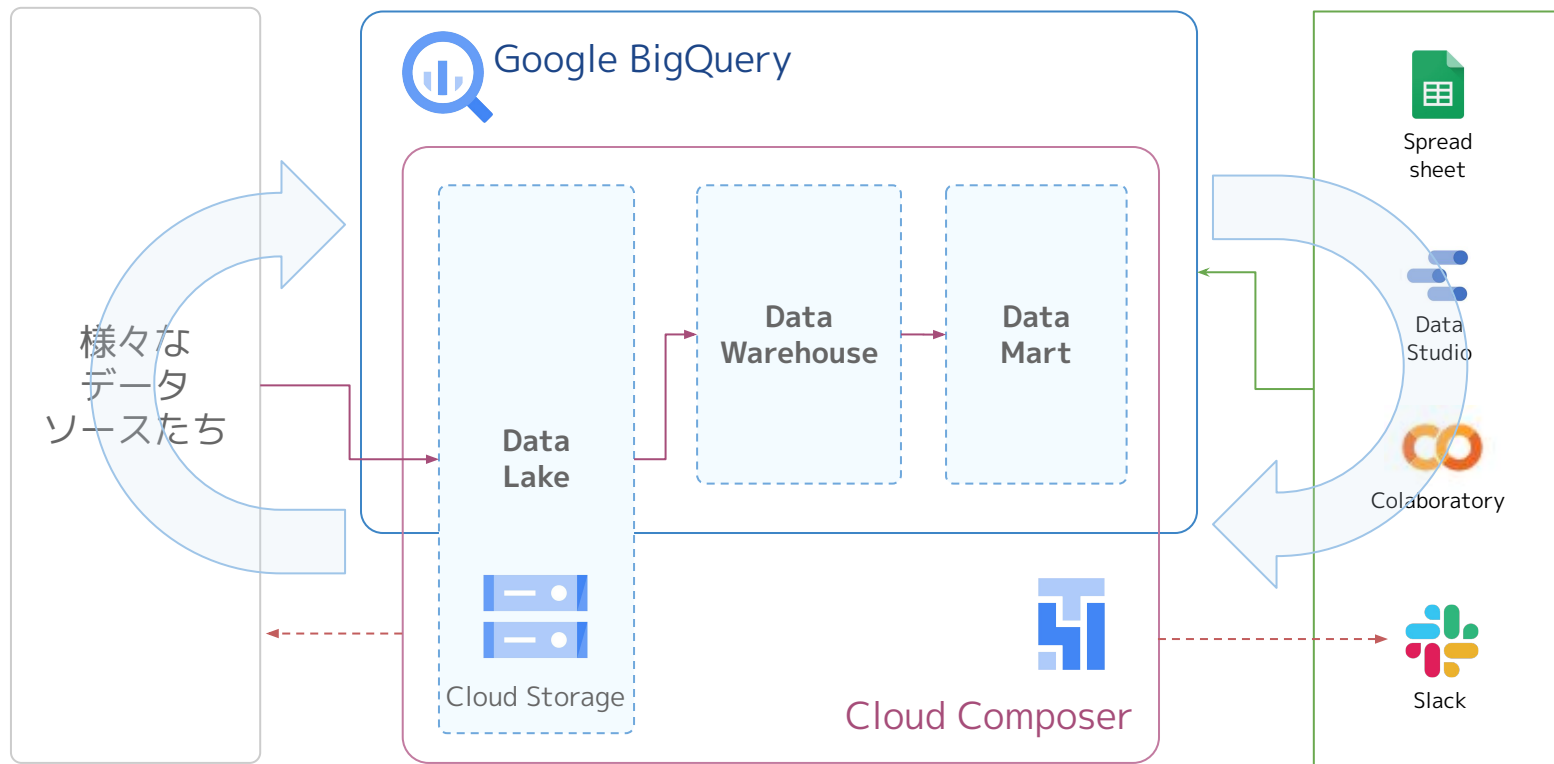 Google BigQuery
様々な
データ
ソースたち
Data
Lake
Cloud Storage
Data
Warehouse
Data
Mart
Cloud Composer
Spread
sheet
Data
Studio
Colaboratory
Slack